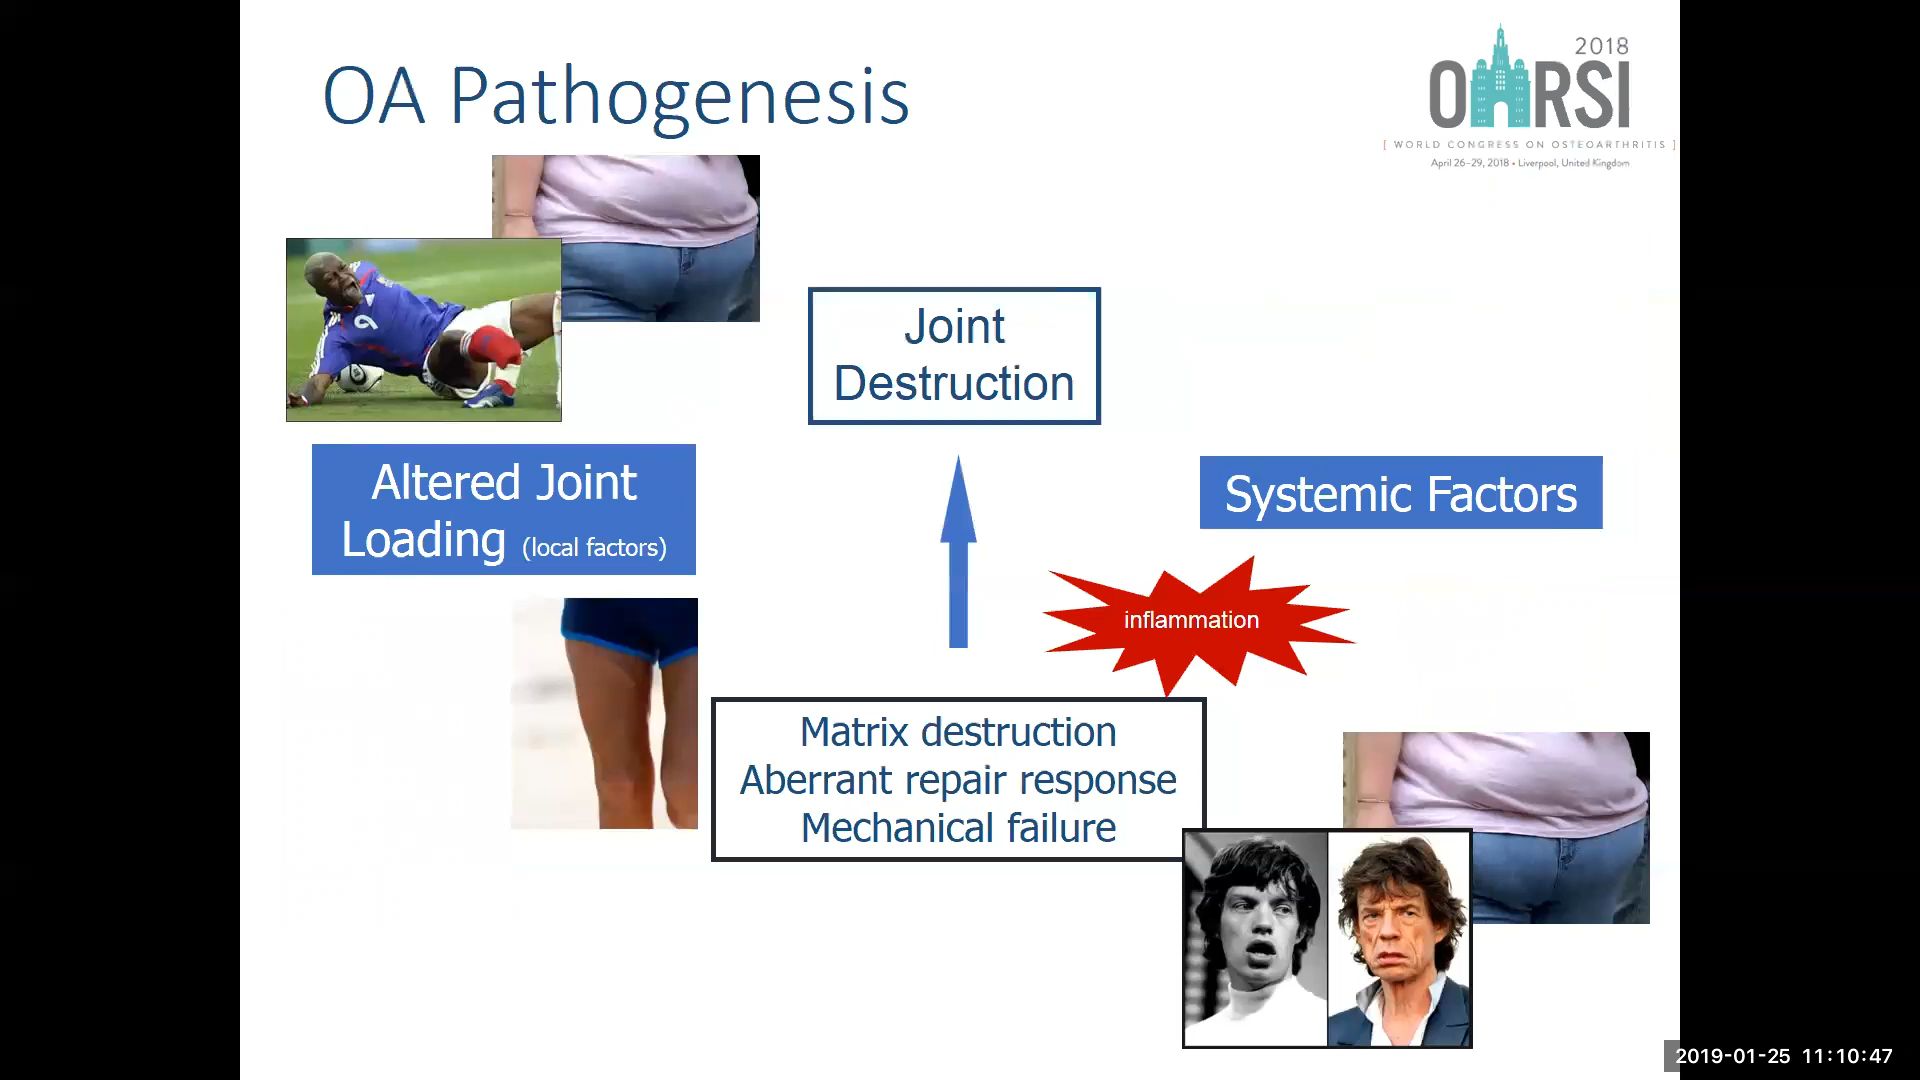 OA Pathogenesis
2018
OARSI
[ WORLD CONGRESS ON OSTEOARTHRITIS ]
April 26–29, 2018 • Liverpool, United Kingdom
9
Joint
Destruction
Altered Joint
Loading (local factors)
Systemic Factors
inflammation
Matrix destruction
Aberrant repair response
Mechanical failure
2019-01-25 11:10:47